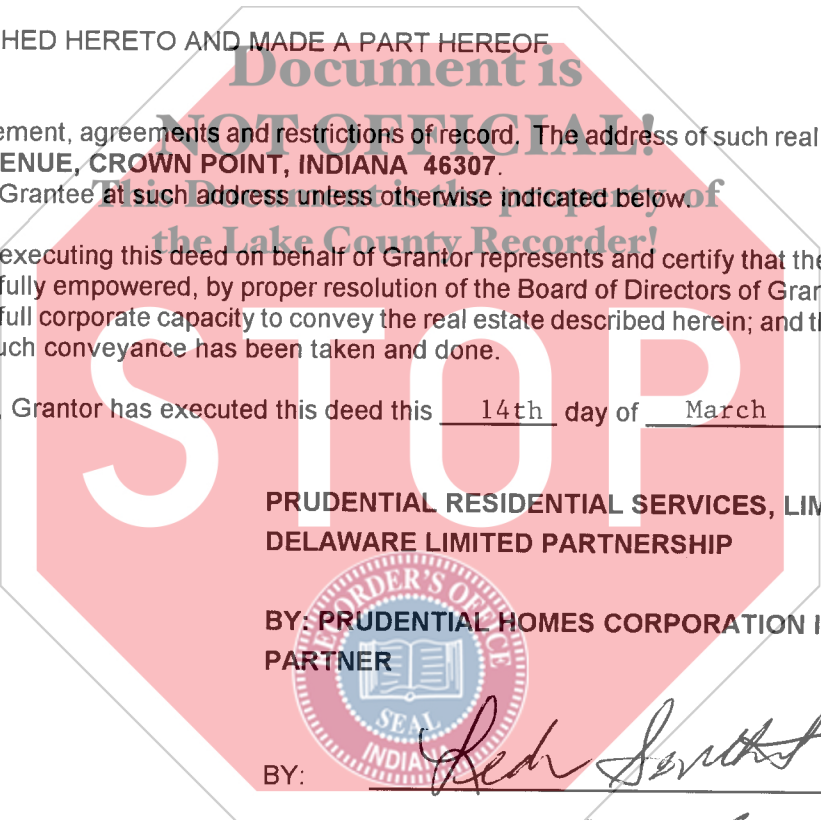 HED HERETO AND MADE A PART HEREOF
Document is
NOT OFFICIAL!
ement, agreements and restrictions of record. The address of such real
ENUE, CROWN POINT, INDIANA 46307.
This Document is the property of
Grantee at such address unless otherwise indicated below.
the Lake County Recorder!
executing this deed on behalf of Grantor represents and certify that the
fully empowered, by proper resolution of the Board of Directors of Gran
full corporate capacity to convey the real estate described herein; and th
uch conveyance has been taken and done.
STOP
, Grantor has executed this deed this 14th day of March
PRUDENTIAL RESIDENTIAL SERVICES, LIM
DELAWARE LIMITED PARTNERSHIP
RECORDER'S OFFICE
BY: PRUDENTIAL HOMES CORPORATION
PARTNER
SEAL
INDIANA
BY: